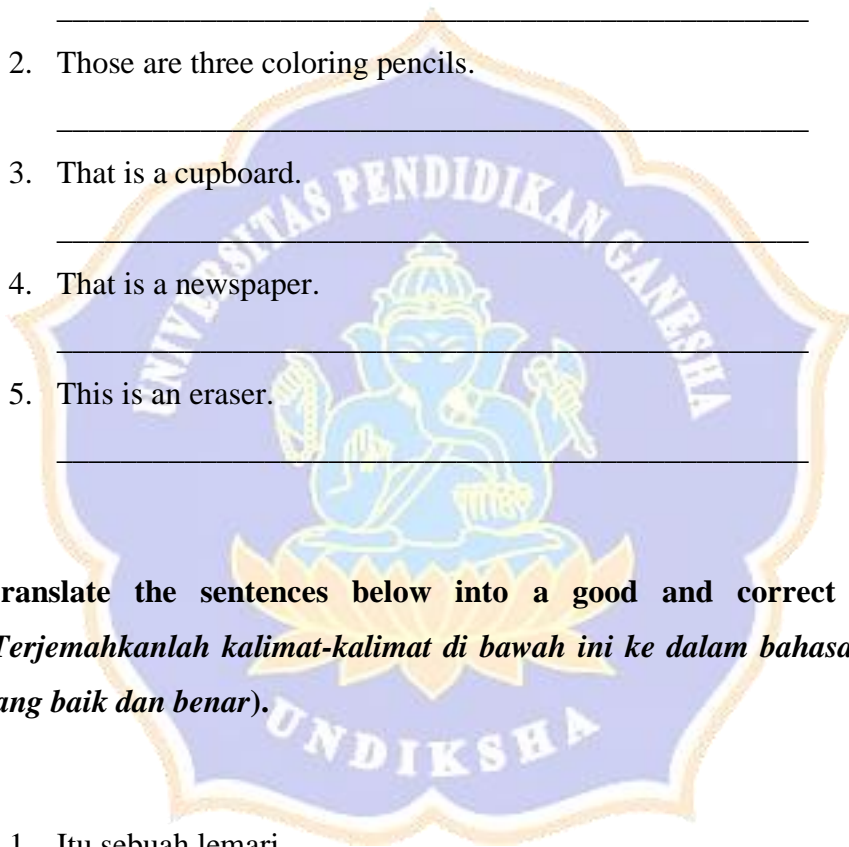 2. Those are three coloring pencils.
3. That is a cupboard.
UNIVERSITAS PENDIDIKAN GANESHA
4. That is a newspaper.
5. This is an eraser.
ranslate the sentences below into a good and correct
Terjemahkanlah kalimat-kalimat di bawah ini ke dalam bahasa
ang baik dan benar).
UNDIKSHA
1. Itu sebuah lemari